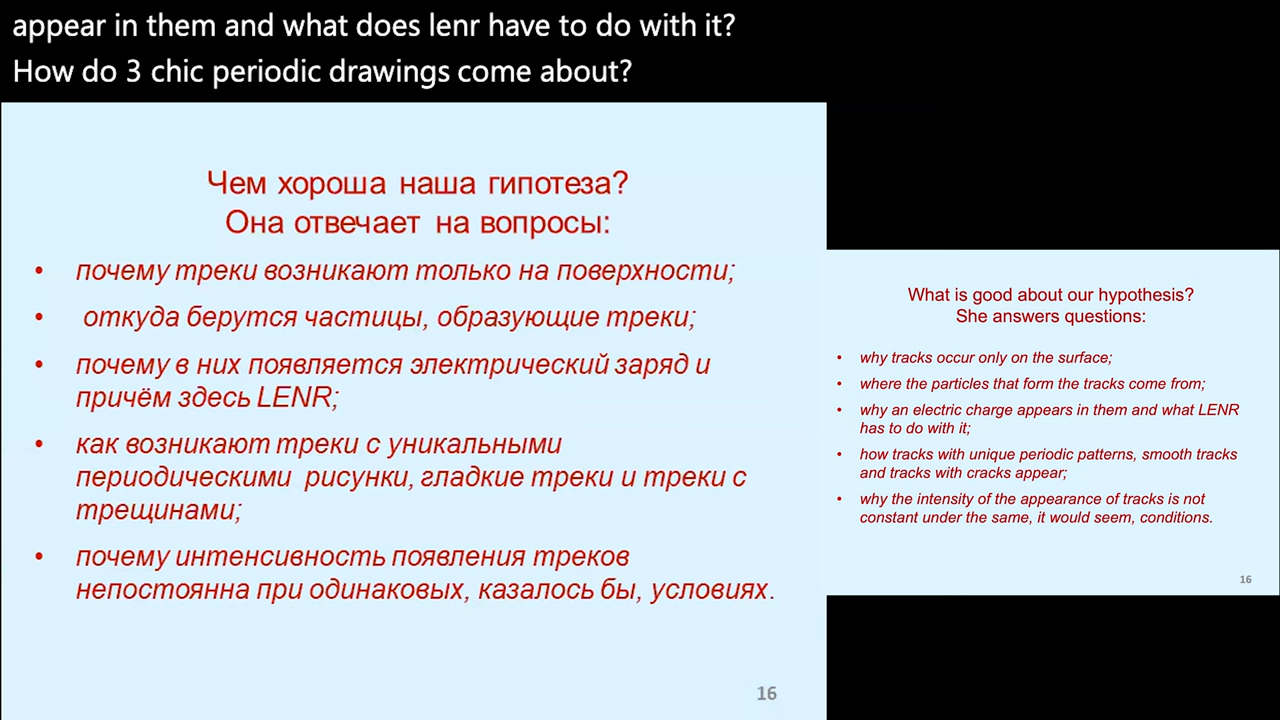 appear in them and what does lenr have to do with it?
How do 3 chic periodic drawings come about?
Чем хороша наша гипотеза?
Она отвечает на вопросы:
• почему треки возникают только на поверхности;
• откуда берутся частицы, образующие треки;
• почему в них появляется электрический заряд и
причём здесь LENR;
• как возникают треки с уникальными
периодическими рисунки, гладкие треки и треки с
трещинами;
• почему интенсивность появления треков
непостоянна при одинаковых, казалось бы, условиях.
16
What is good about our hypothesis?
She answers questions:
• why tracks occur only on the surface;
• where the particles that form the tracks come from;
• why an electric charge appears in them and what LENR
has to do with it;
• how tracks with unique periodic patterns, smooth tracks
and tracks with cracks appear;
• why the intensity of the appearance of tracks is not
constant under the same, it would seem, conditions.
16